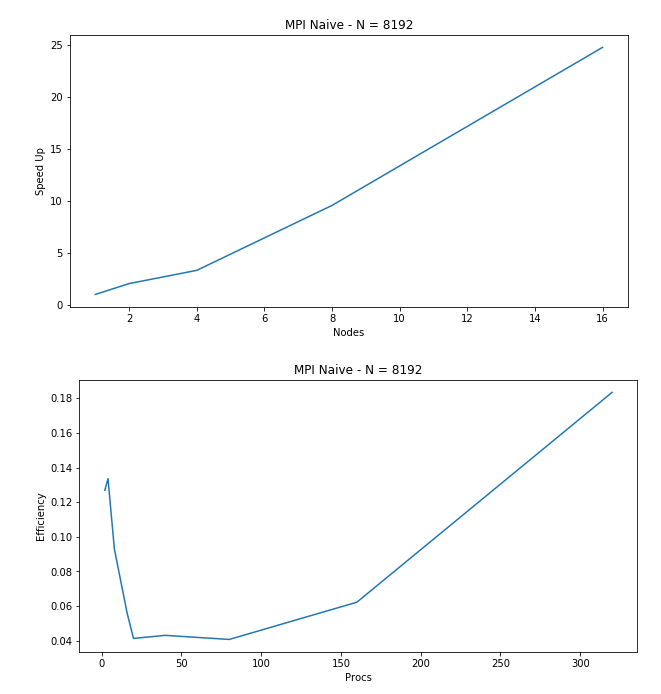 MPI Naive - N = 8192
25
20
15
10
5
0
Speed Up
2 4 6 8 10 12 14 16
Nodes
MPI Naive - N = 8192
0.18
0.16
0.14
0.12
0.10
0.08
0.06
0.04
Efficiency
0 50 100 150 200 250 300
Procs